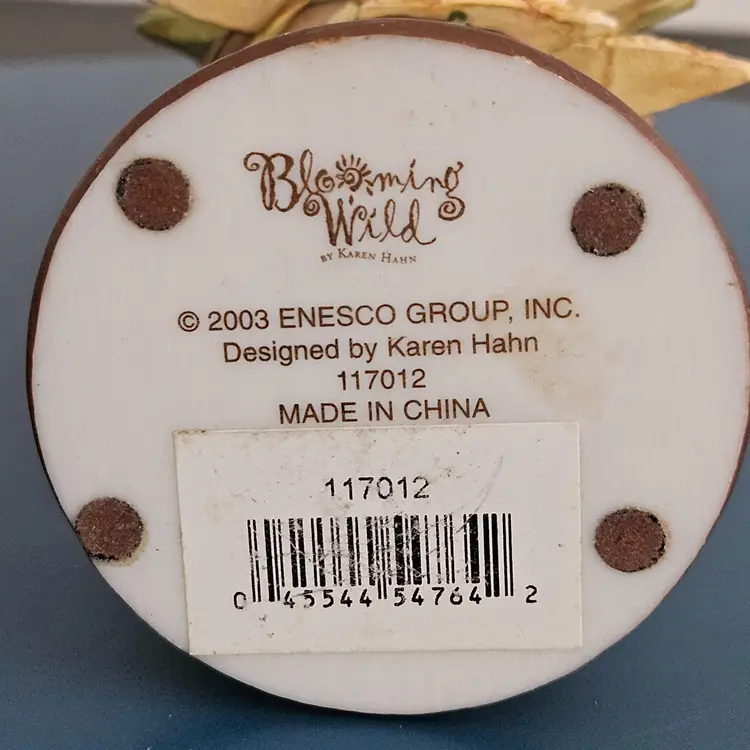 Blooming
Wild
BY KAREN HAHN
© 2003 ENESCO GROUP, INC.
Designed by Karen Hahn
117012
MADE IN CHINA
117012
0 45544 54764 2